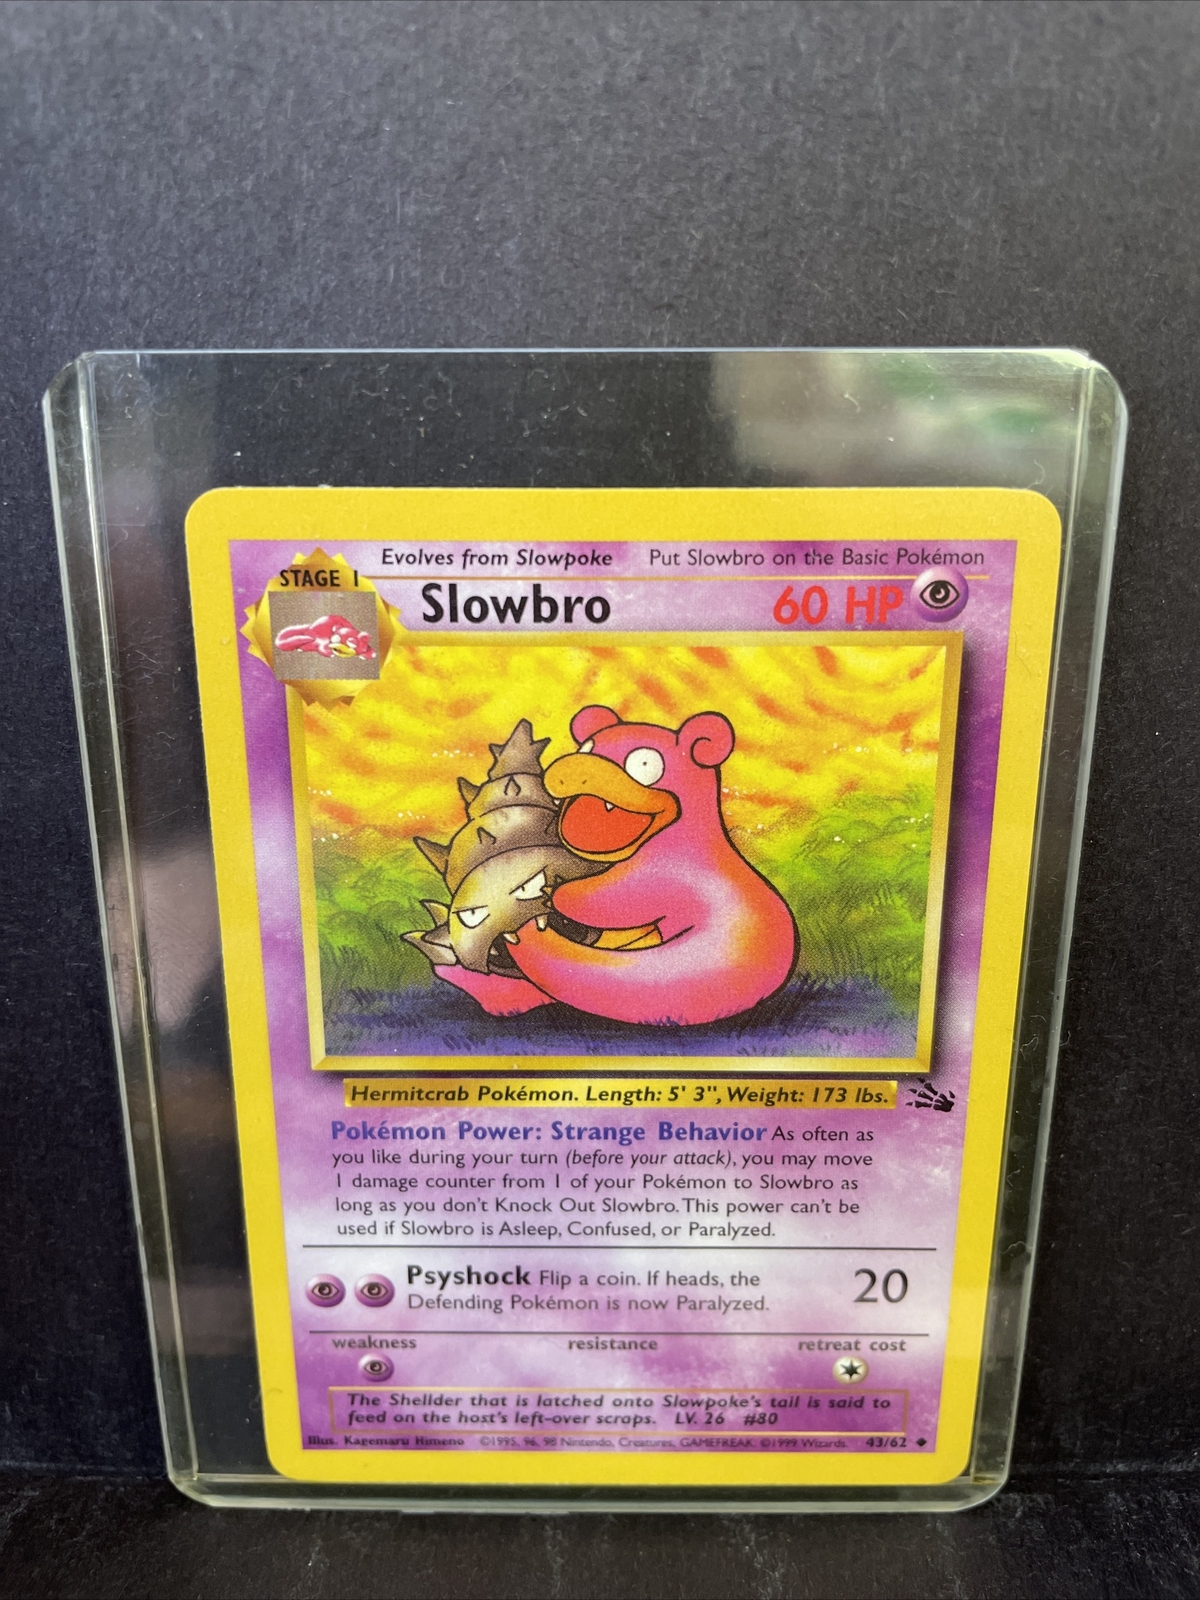 Evolves from Slowpoke Put Slowbro on the Basic Pokémon
STAGE 1
Slowbro 60 HP
Hermitcrab Pokémon. Length: 5' 3", Weight: 173 lbs.
Pokémon Power: Strange Behavior As often as
you like during your turn (before your attack), you may move
1 damage counter from 1 of your Pokémon to Slowbro as
long as you don't Knock Out Slowbro. This power can't be
used if Slowbro is Asleep, Confused, or Paralyzed.
Psyshock Flip a coin. If heads, the
Defending Pokémon is now Paralyzed.
20
weakness resistance retreat cost
The Shellder that is latched onto Slowpoke's tail is said to
feed on the host's left-over scraps. LV. 26 #80
Illus. Kagemaru Himeno ©1995, 96, 98 Nintendo, Creatures, GAMEFREAK. ©1999 Wizards. 43/62